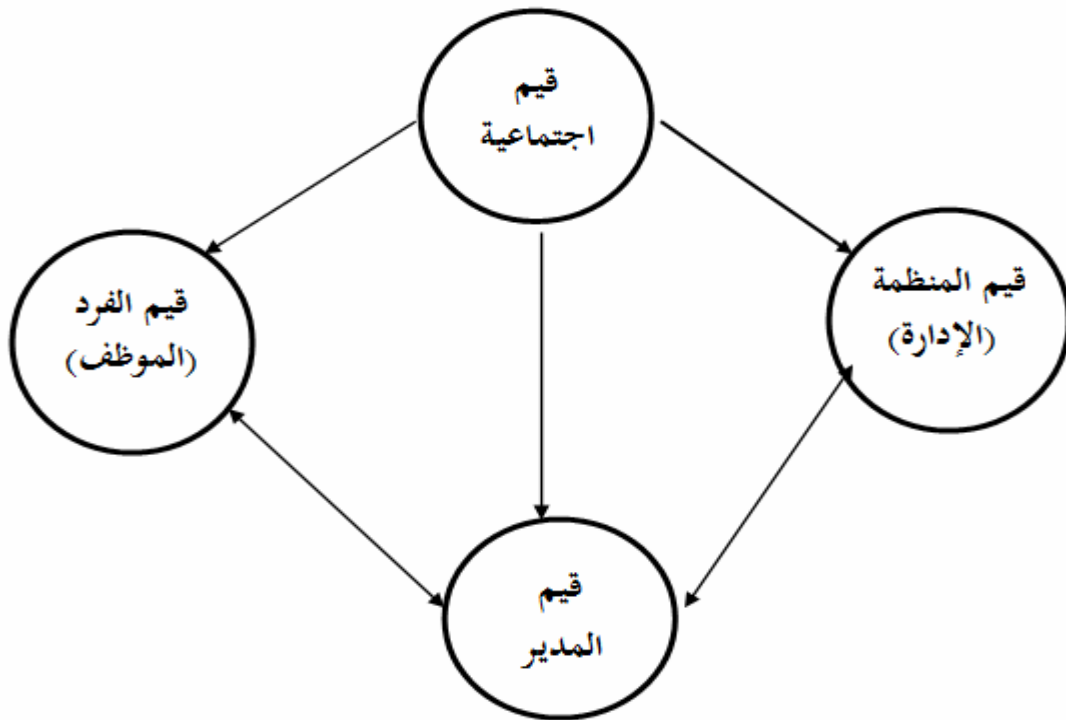 قيم
اجتماعية
قيم المنظمة
(الإدارة)
قيم الفرد
(الموظف)
قيم
المدير